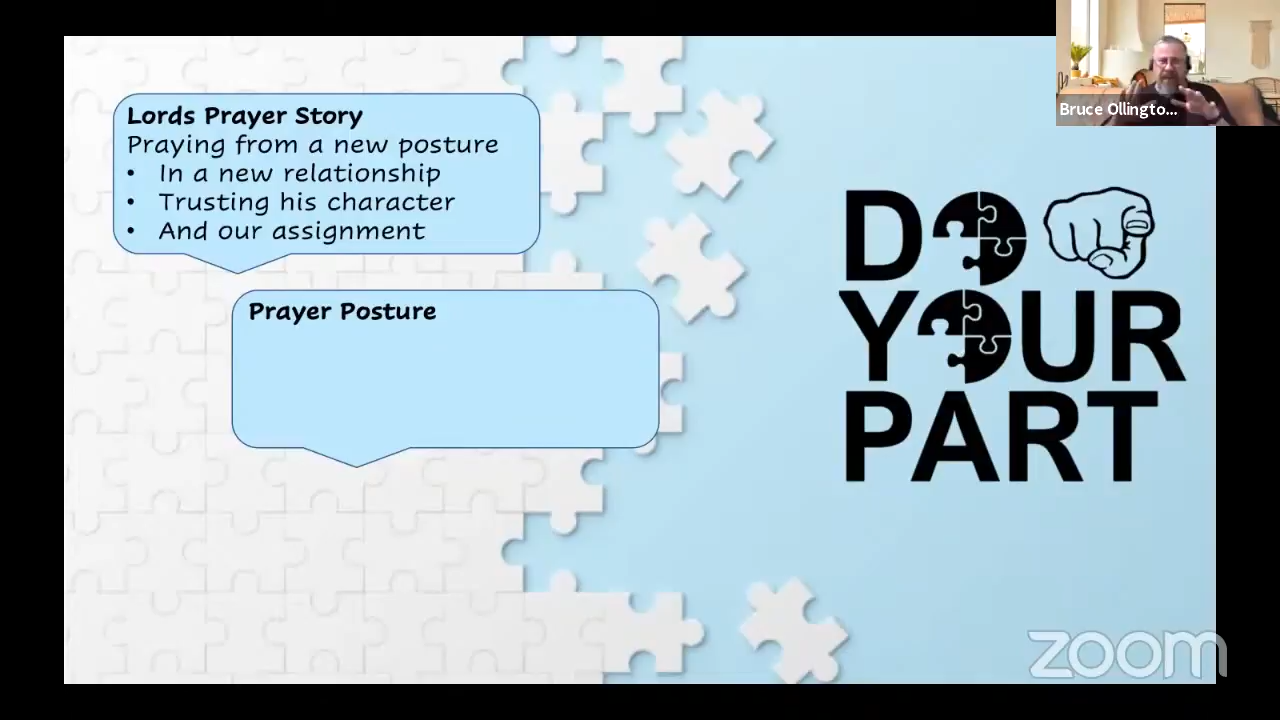 Lords Prayer Story
Praying from a new posture
• In a new relationship
• Trusting his character
• And our assignment
Prayer Posture
Bruce Ollingto...
DO
YOUR
PART
zoom